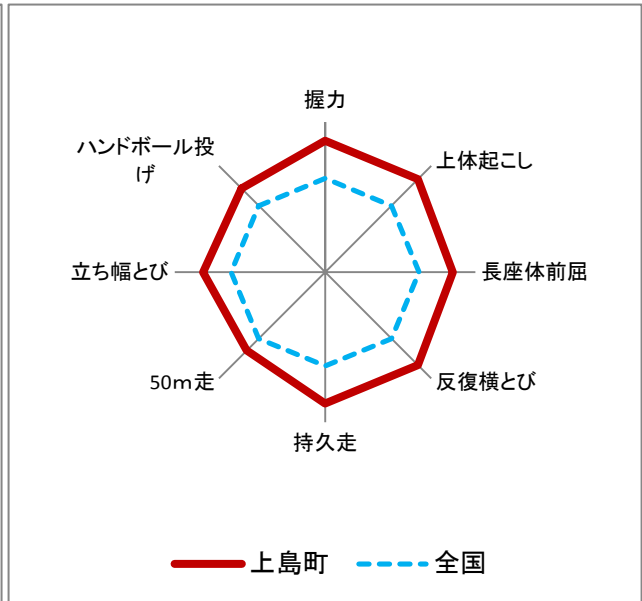 握力
上体起こし
長座体前屈
反復横とび
持久走
50m走
立ち幅とび
ハンドボール投
げ
上島町
全国